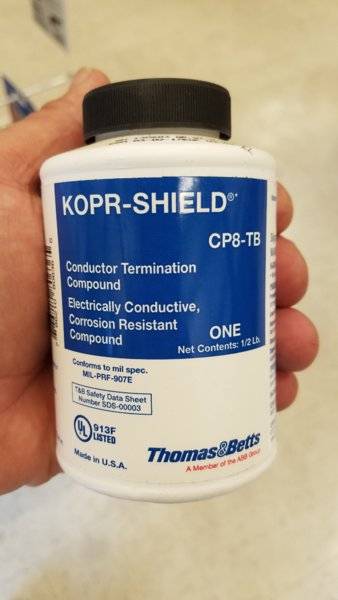 KOPR-SHIELD®*
CP8-TB
Conductor Termination
Compound
Electrically Conductive,
Corrosion Resistant
Compound
ONE
Net Contents: 1/2 Lb.
Conforms to mil spec.
MIL-PRF-907E
T&B Safety Data Sheet
Number SDS-00003
UL
913F
LISTED
Made in U.S.A.
Thomas&Betts
A Member of the ABB Group